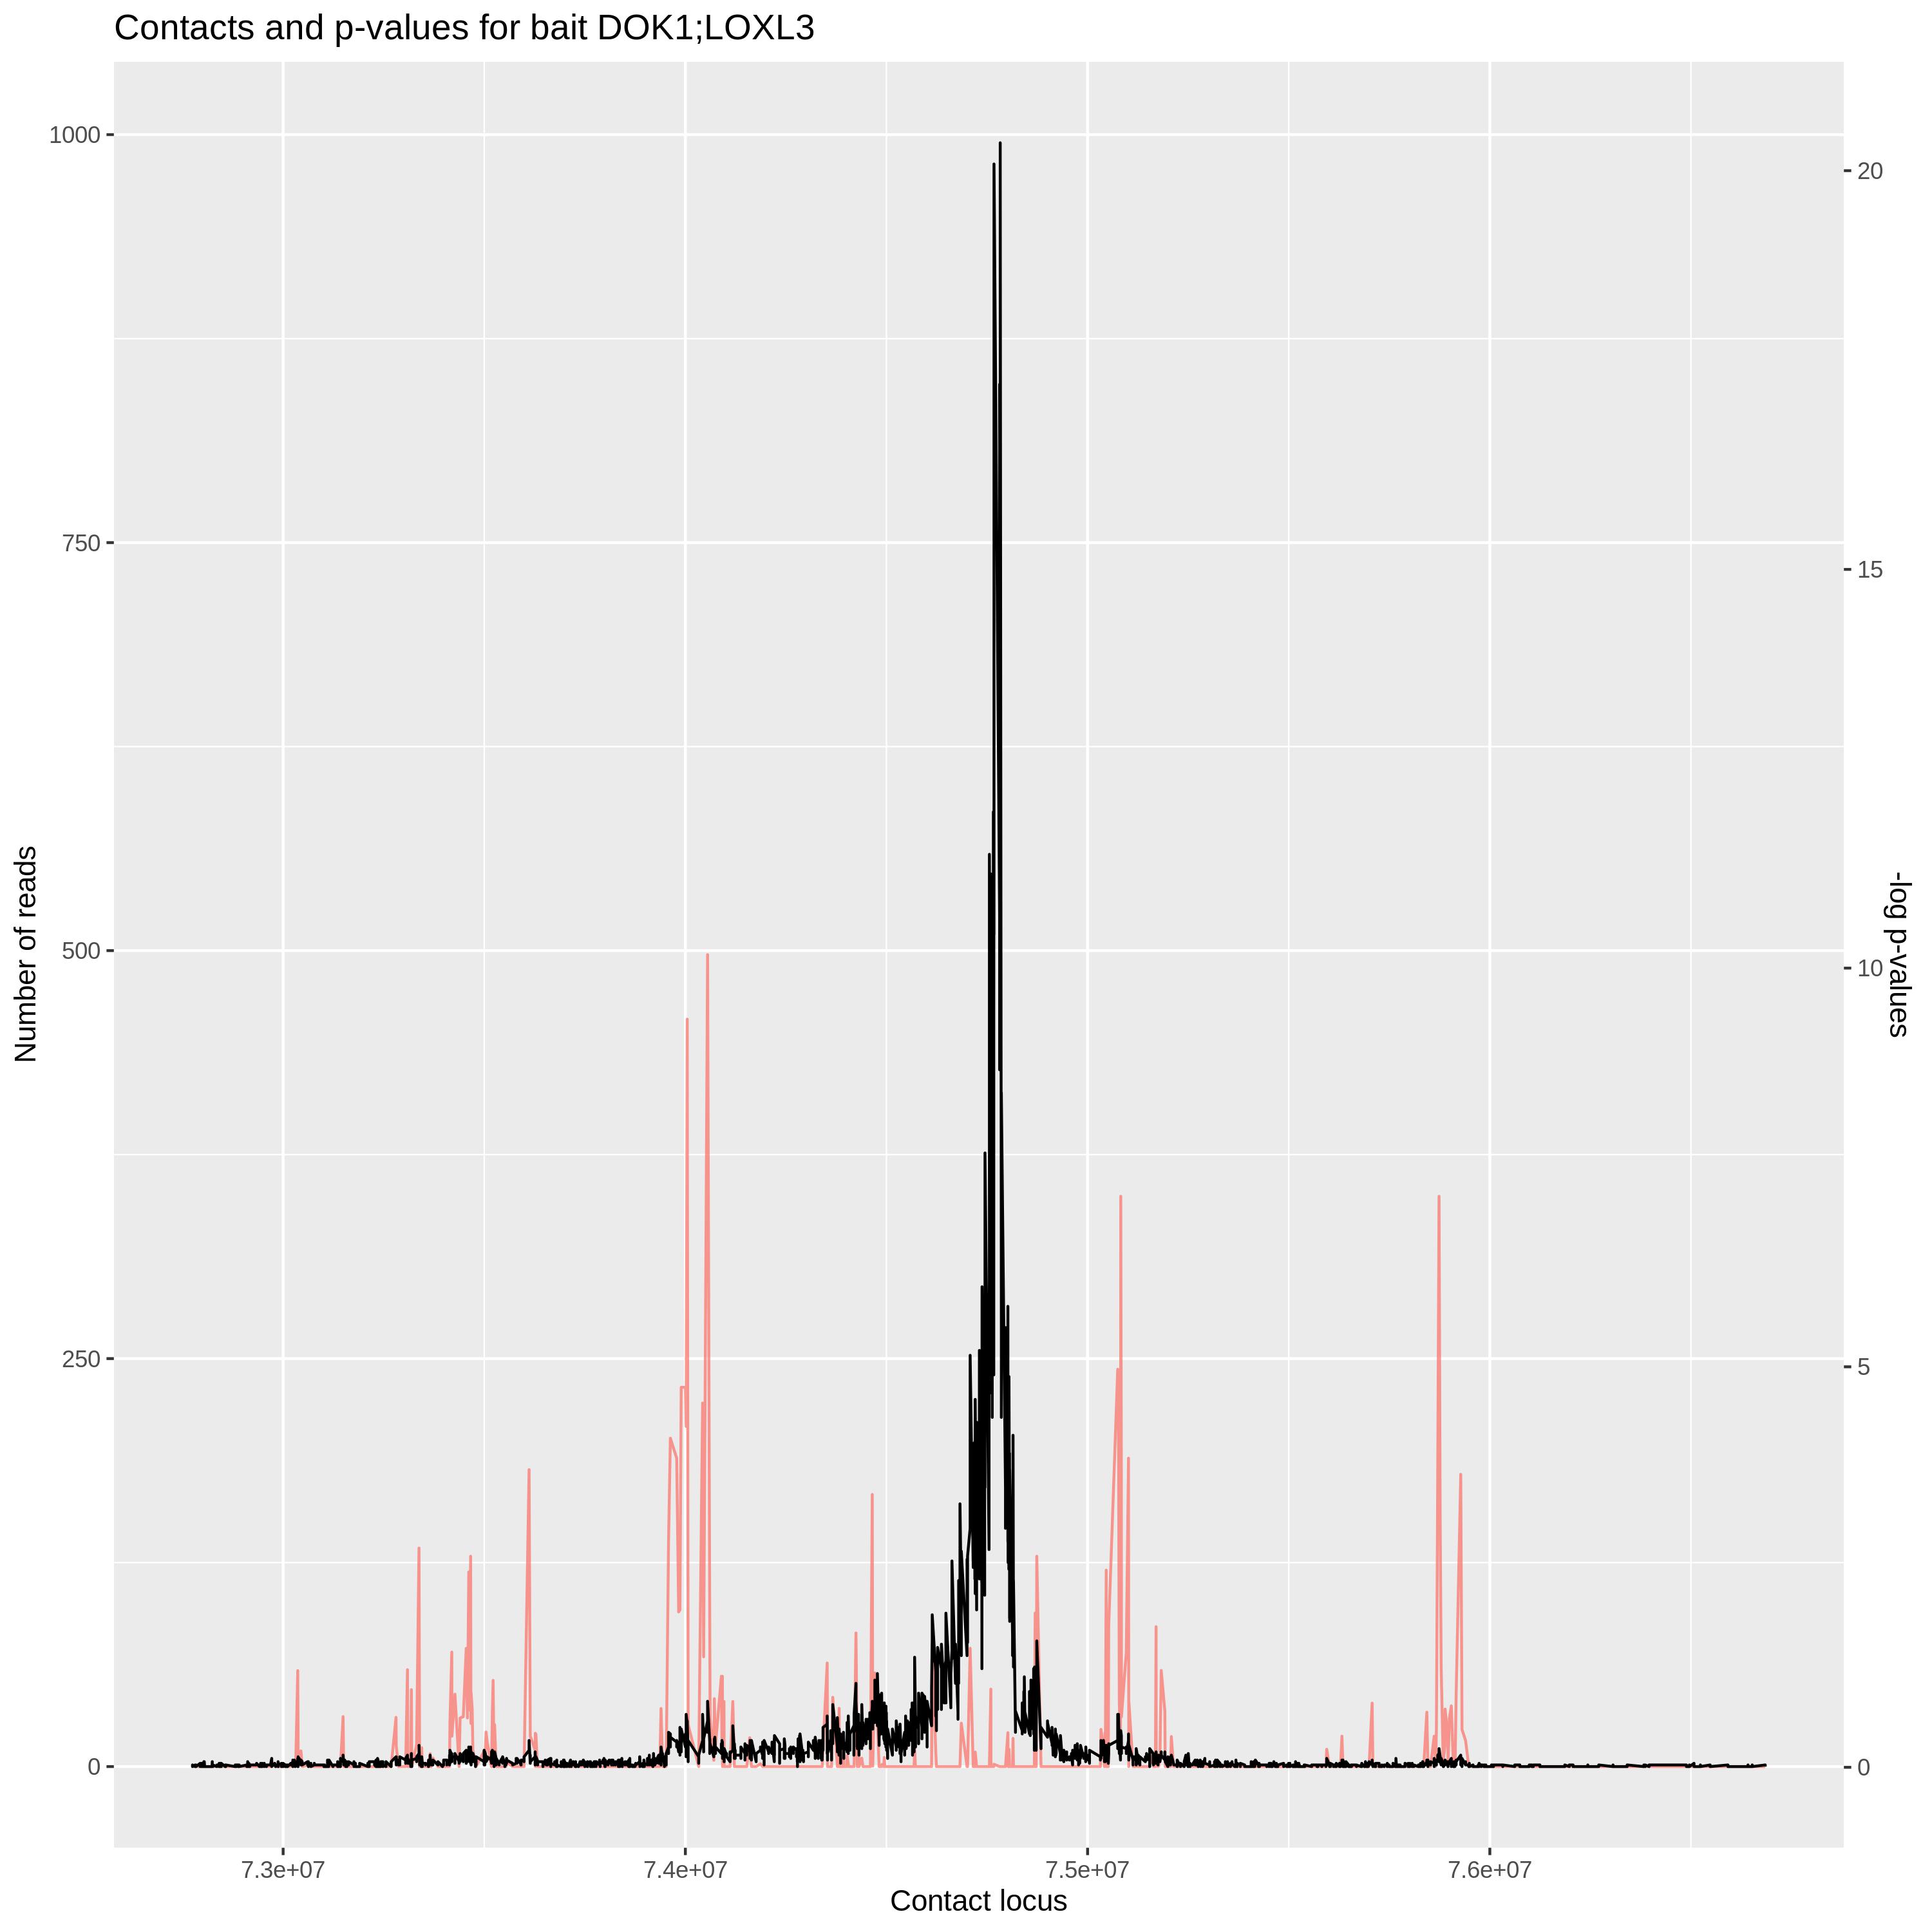 Contacts and p-values for bait DOK1;LOXL3
1000
750
500
250
0
Number of reads
20
15
10
5
0
-log p-values
7.3e+07
7.4e+07
7.5e+07
7.6e+07
Contact locus